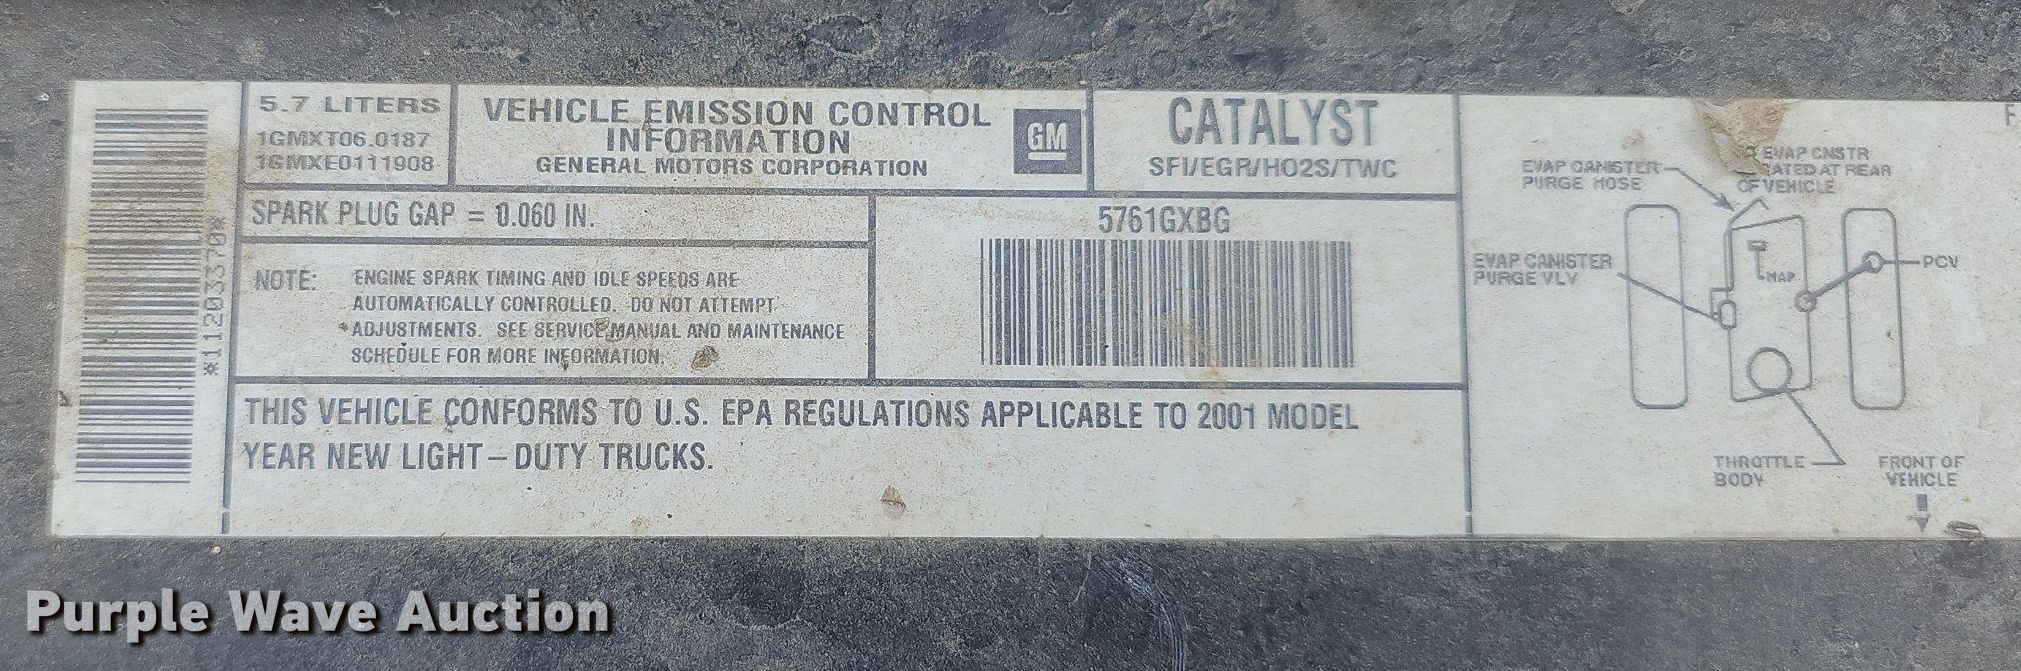 *112033370*
5.7 LITERS
1GMXT06.0187
1GMXE0111908
VEHICLE EMISSION CONTROL
INFORMATION
GENERAL MOTORS CORPORATION
GM
CATALYST
SFI/EGR/HO2S/TWC
SPARK PLUG GAP = 0.060 IN.
NOTE: ENGINE SPARK TIMING AND IDLE SPEEDS ARE
AUTOMATICALLY CONTROLLED. DO NOT ATTEMPT
ADJUSTMENTS. SEE SERVICE MANUAL AND MAINTENANCE
SCHEDULE FOR MORE INFORMATION.
5761GXBG
THIS VEHICLE CONFORMS TO U.S. EPA REGULATIONS APPLICABLE TO 2001 MODEL
YEAR NEW LIGHT-DUTY TRUCKS.
EVAP CANISTER
PURGE HOSE
EVAP CNSTR
AT REAR
OF VEHICLE
EVAP CANISTER
PURGE VLV
MAP
PCV
THROTTLE
BODY
FRONT OF
VEHICLE
F
Purple Wave Auction